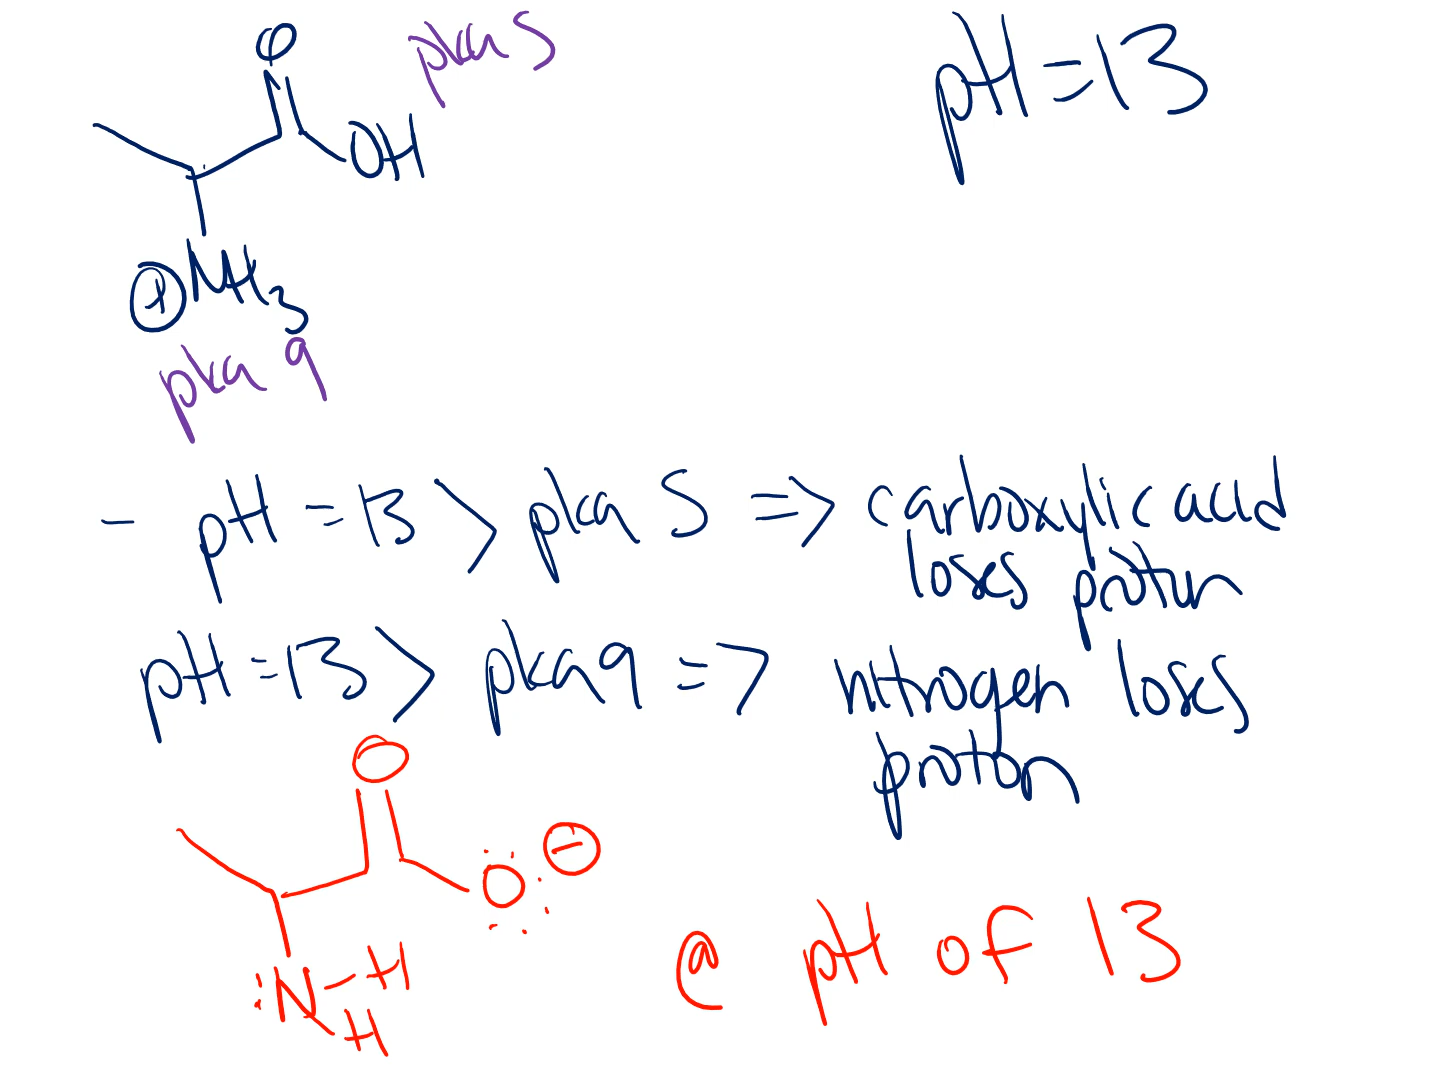 O pka 5 pH = 13
OH
⊕NH3
pka 9
- pH = 13 > pka 5 => carboxylic acid
loses proton
pH = 13 > pka 9 => nitrogen loses
proton
O
:O: ⊖
:N-H @ pH of 13
H